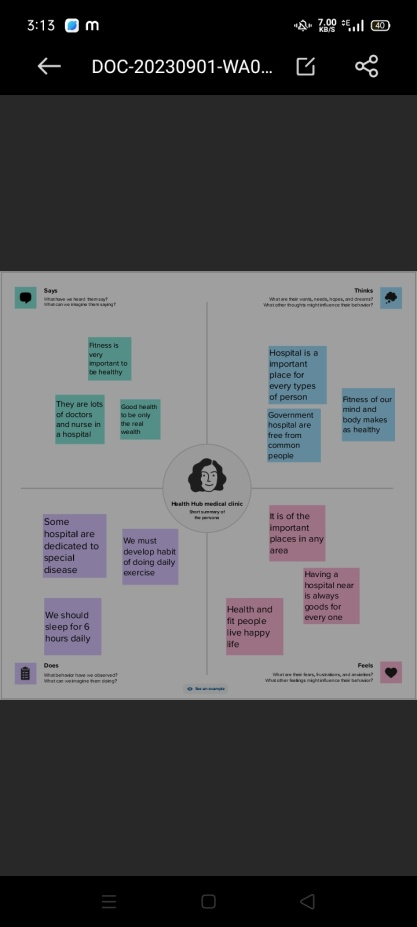 3:13
m
7.00
KB/S
E
40
DOC-20230901-WA0...
Says
What have we heard them say?
What can we imagine them saying?
Thinks
What are their wants, needs, hopes, and dreams?
What other thoughts might influence their behavior?
Fitness is
very
important to
be healthy
They are lots
of doctors
and nurse in
a hospital
Good health
to be only
the real
wealth
Hospital is a
important
place for
every types
of person
Government
hospital are
free from
common
people
Fitness of our
mind and
body makes
as healthy
Health Hub medical clinic
Short summary of
the persona
Some
hospital are
dedicated to
special
disease
We must
develop habit
of doing daily
exercise
We should
sleep for 6
hours daily
It is of the
important
places in any
area
Having a
hospital near
is always
goods for
every one
Health and
fit people
live happy
life
Does
What behavior have we observed?
What can we imagine them doing?
Feels
What are their fears, frustrations, and anxieties?
What other feelings might influence their behavior?
See an example